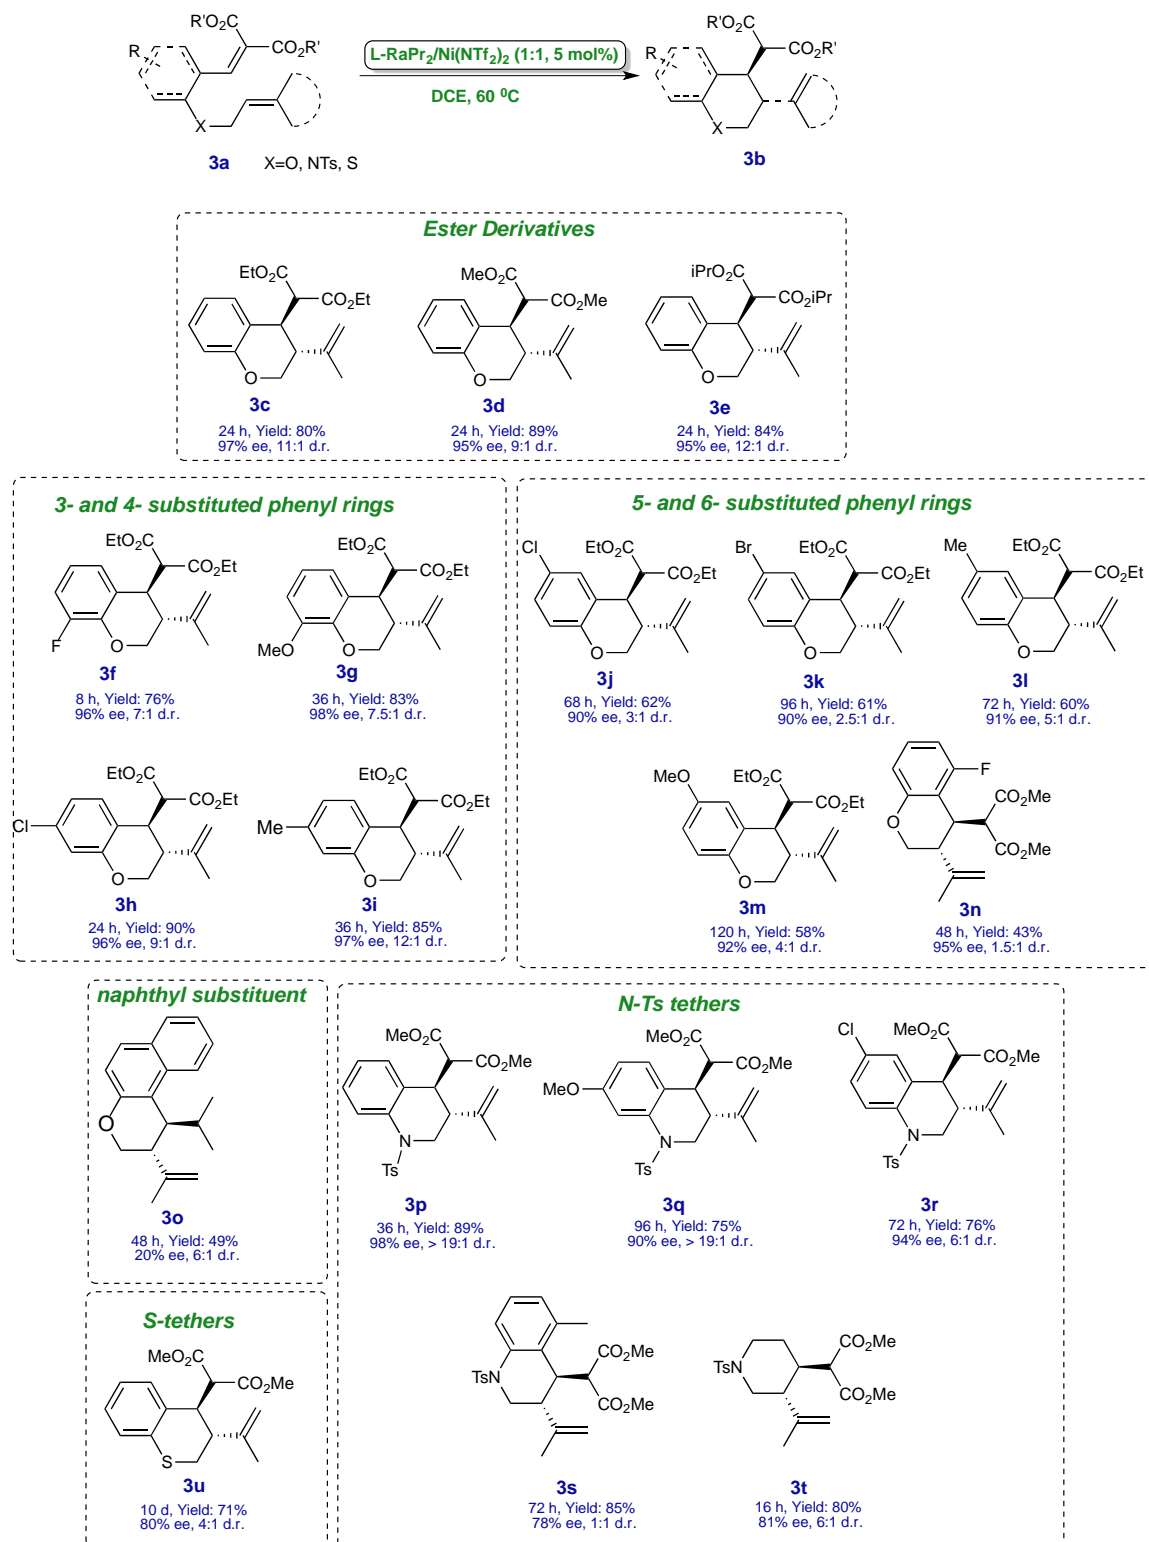 R'O2C
CO2R'
R
X
3a
X=O, NTs, S
L-RaPr2/Ni(NTf2)2 (1:1, 5 mol%)
DCE, 60 0C
R'O2C
CO2R'
R
X
3b
Ester Derivatives
EtO2C
CO2Et
O
3c
24 h, Yield: 80%
97% ee, 11:1 d.r.
MeO2C
CO2Me
O
3d
24 h, Yield: 89%
95% ee, 9:1 d.r.
iPrO2C
CO2iPr
O
3e
24 h, Yield: 84%
95% ee, 12:1 d.r.
3- and 4- substituted phenyl rings
EtO2C
CO2Et
F
O
3f
8 h, Yield: 76%
96% ee, 7:1 d.r.
EtO2C
CO2Et
MeO
O
3g
36 h, Yield: 83%
98% ee, 7.5:1 d.r.
EtO2C
CO2Et
Cl
O
3h
24 h, Yield: 90%
96% ee, 9:1 d.r.
EtO2C
CO2Et
Me
O
3i
36 h, Yield: 85%
97% ee, 12:1 d.r.
5- and 6- substituted phenyl rings
Cl
EtO2C
CO2Et
O
3j
68 h, Yield: 62%
90% ee, 3:1 d.r.
Br
EtO2C
CO2Et
O
3k
96 h, Yield: 61%
90% ee, 2.5:1 d.r.
Me
EtO2C
CO2Et
O
3l
72 h, Yield: 60%
91% ee, 5:1 d.r.
MeO
EtO2C
CO2Et
O
3m
120 h, Yield: 58%
92% ee, 4:1 d.r.
F
CO2Me
O
CO2Me
3n
48 h, Yield: 43%
95% ee, 1.5:1 d.r.
naphthyl substituent
O
3o
48 h, Yield: 49%
20% ee, 6:1 d.r.
N-Ts tethers
MeO2C
CO2Me
N
Ts
3p
36 h, Yield: 89%
98% ee, > 19:1 d.r.
MeO2C
CO2Me
MeO
N
Ts
3q
96 h, Yield: 75%
90% ee, > 19:1 d.r.
Cl
MeO2C
CO2Me
N
Ts
3r
72 h, Yield: 76%
94% ee, 6:1 d.r.
CO2Me
TsN
CO2Me
3s
72 h, Yield: 85%
78% ee, 1:1 d.r.
CO2Me
TsN
CO2Me
3t
16 h, Yield: 80%
81% ee, 6:1 d.r.
S-tethers
MeO2C
CO2Me
S
3u
10 d, Yield: 71%
80% ee, 4:1 d.r.